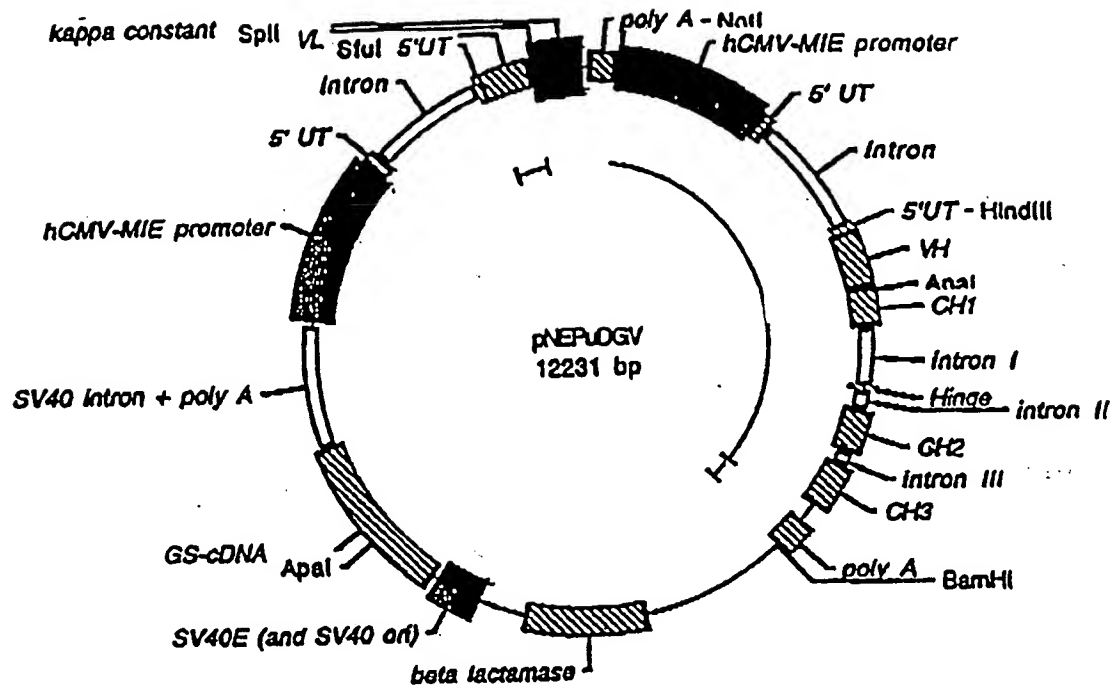 kappa constant SplI VL SfuI 5'UT
poly A - NotI
hCMV-MIE promoter
5' UT
Intron
5'UT - HindIII
VH
ApaI
CH1
Intron I
Hinge
intron II
CH2
intron III
CH3
poly A
BamHI
beta lactamase
SV40E (and SV40 ori)
ApaI
GS-cDNA
SV40 Intron + poly A
hCMV-MIE promoter
5' UT
Intron
pNEPuDGV
12231 bp